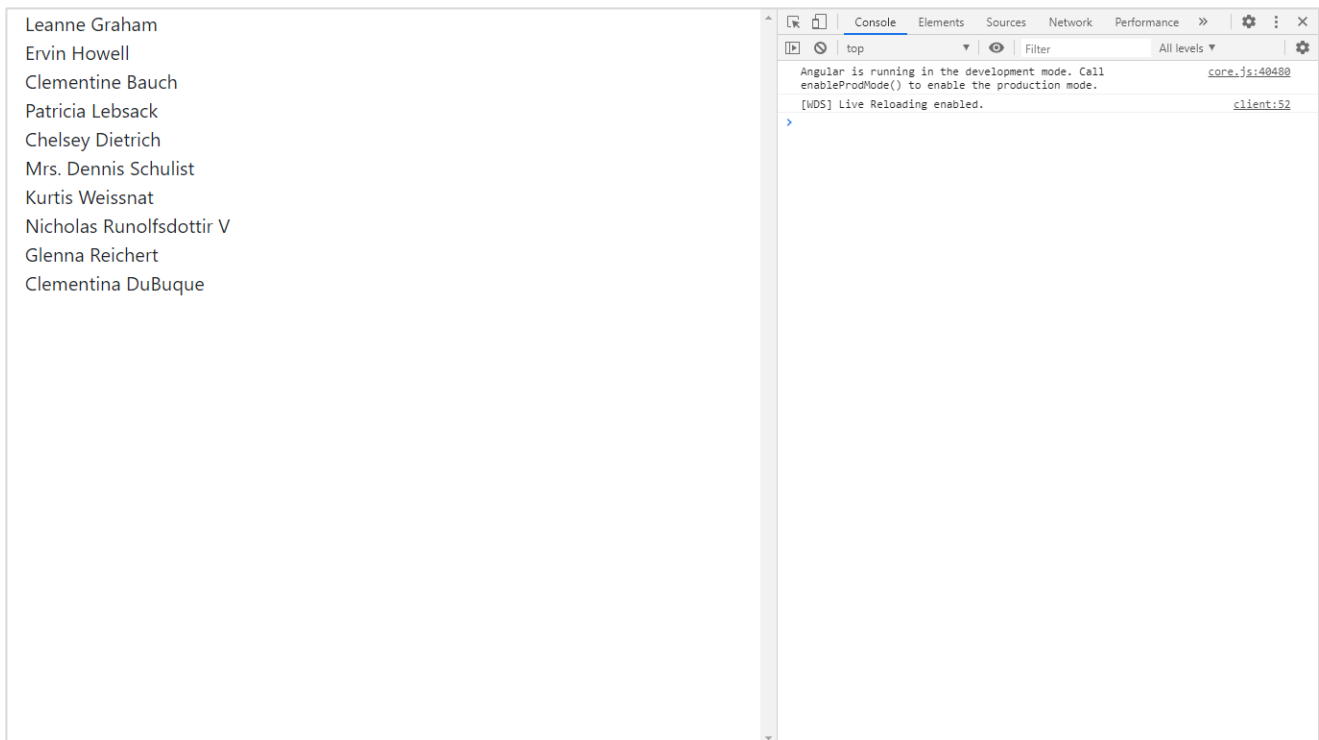 Leanne Graham
Ervin Howell
Clementine Bauch
Patricia Lebsack
Chelsey Dietrich
Mrs. Dennis Schulist
Kurtis Weissnat
Nicholas Runolfsdottir V
Glenna Reichert
Clementina DuBuque
Console Elements Sources Network Performance »
top Filter All levels
Angular is running in the development mode. Call core.js:40480
enableProdMode() to enable the production mode.
[WDS] Live Reloading enabled. client:52